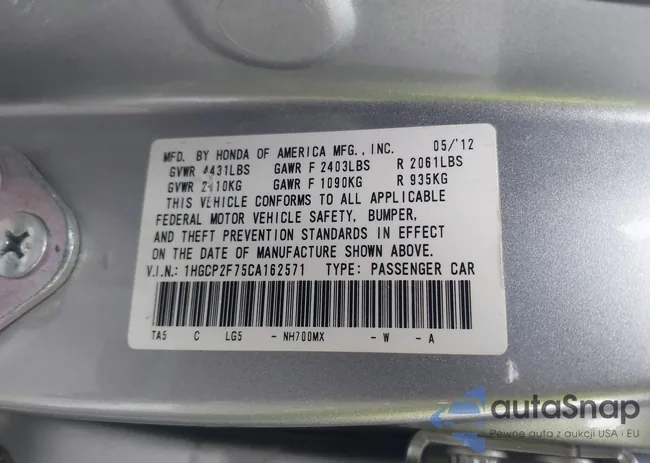 MFD. BY HONDA OF AMERICA MFG., INC. 05/'12
GVWR 4431LBS GAWR F 2403LBS R 2061LBS
GVWR 2010KG GAWR F 1090KG R 935KG
THIS VEHICLE CONFORMS TO ALL APPLICABLE
FEDERAL MOTOR VEHICLE SAFETY, BUMPER,
AND THEFT PREVENTION STANDARDS IN EFFECT
ON THE DATE OF MANUFACTURE SHOWN ABOVE.
V.I.N.: 1HGCP2F75CA162571 TYPE: PASSENGER CAR
TA5 C LG5 - NH700MX - W - A
autaSnap
Pewne auta z aukcji USA i EU